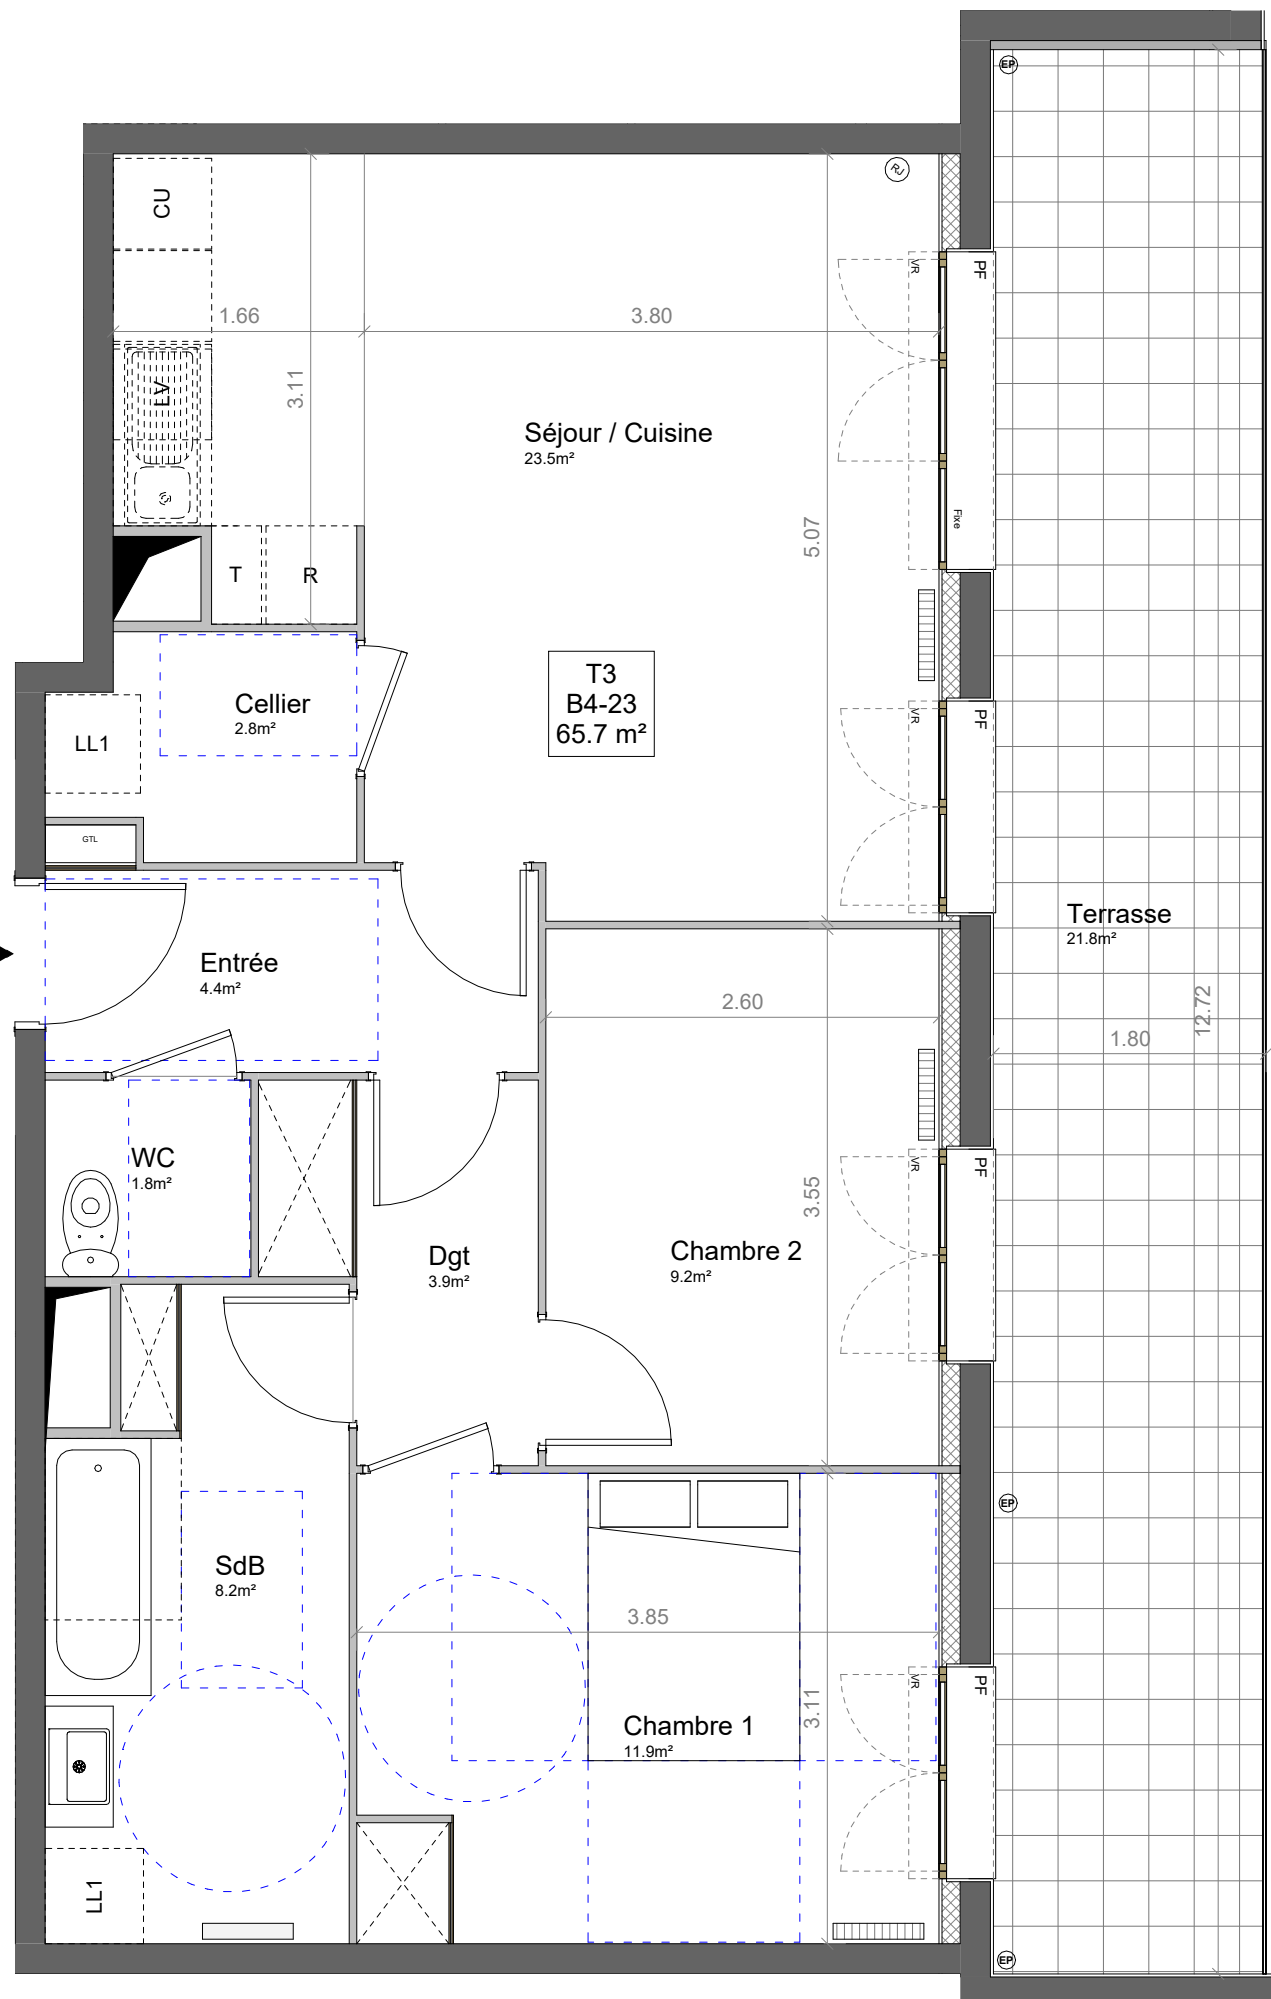 EP
CU
RJ
VR
PF
1.66
3.80
3.11
LV
Séjour / Cuisine
23.5m²
Fixe
5.07
T
R
T3
B4-23
65.7 m²
Cellier
2.8m²
LL1
VR
PF
GTL
Terrasse
21.8m²
Entrée
4.4m²
2.60
12.72
1.80
WC
1.8m²
VR
PF
3.55
Dgt
3.9m²
Chambre 2
9.2m²
EP
SdB
8.2m²
3.85
VR
PF
3.11
Chambre 1
11.9m²
LL1
EP